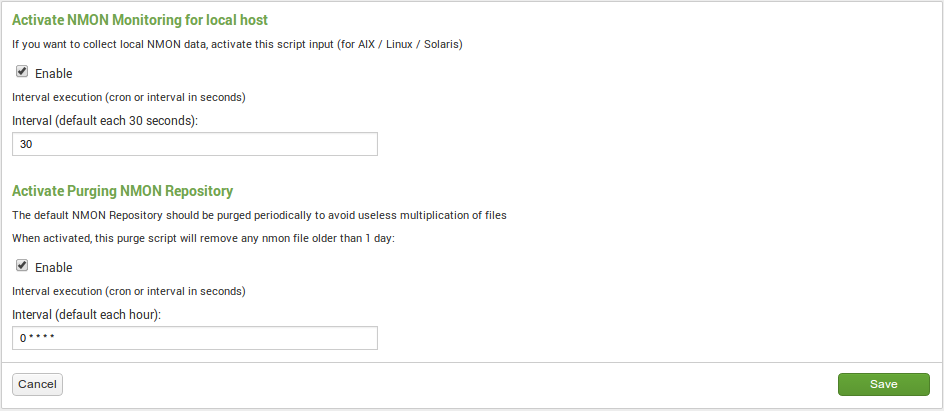 Activate NMON Monitoring for local host
If you want to collect local NMON data, activate this script input (for AIX / Linux / Solaris)
Enable
Interval execution (cron or interval in seconds)
Interval (default each 30 seconds):
30
Activate Purging NMON Repository
The default NMON Repository should be purged periodically to avoid useless multiplication of files
When activated, this purge script will remove any nmon file older than 1 day:
Enable
Interval execution (cron or interval in seconds)
Interval (default each hour):
0 * * * *
Cancel
Save